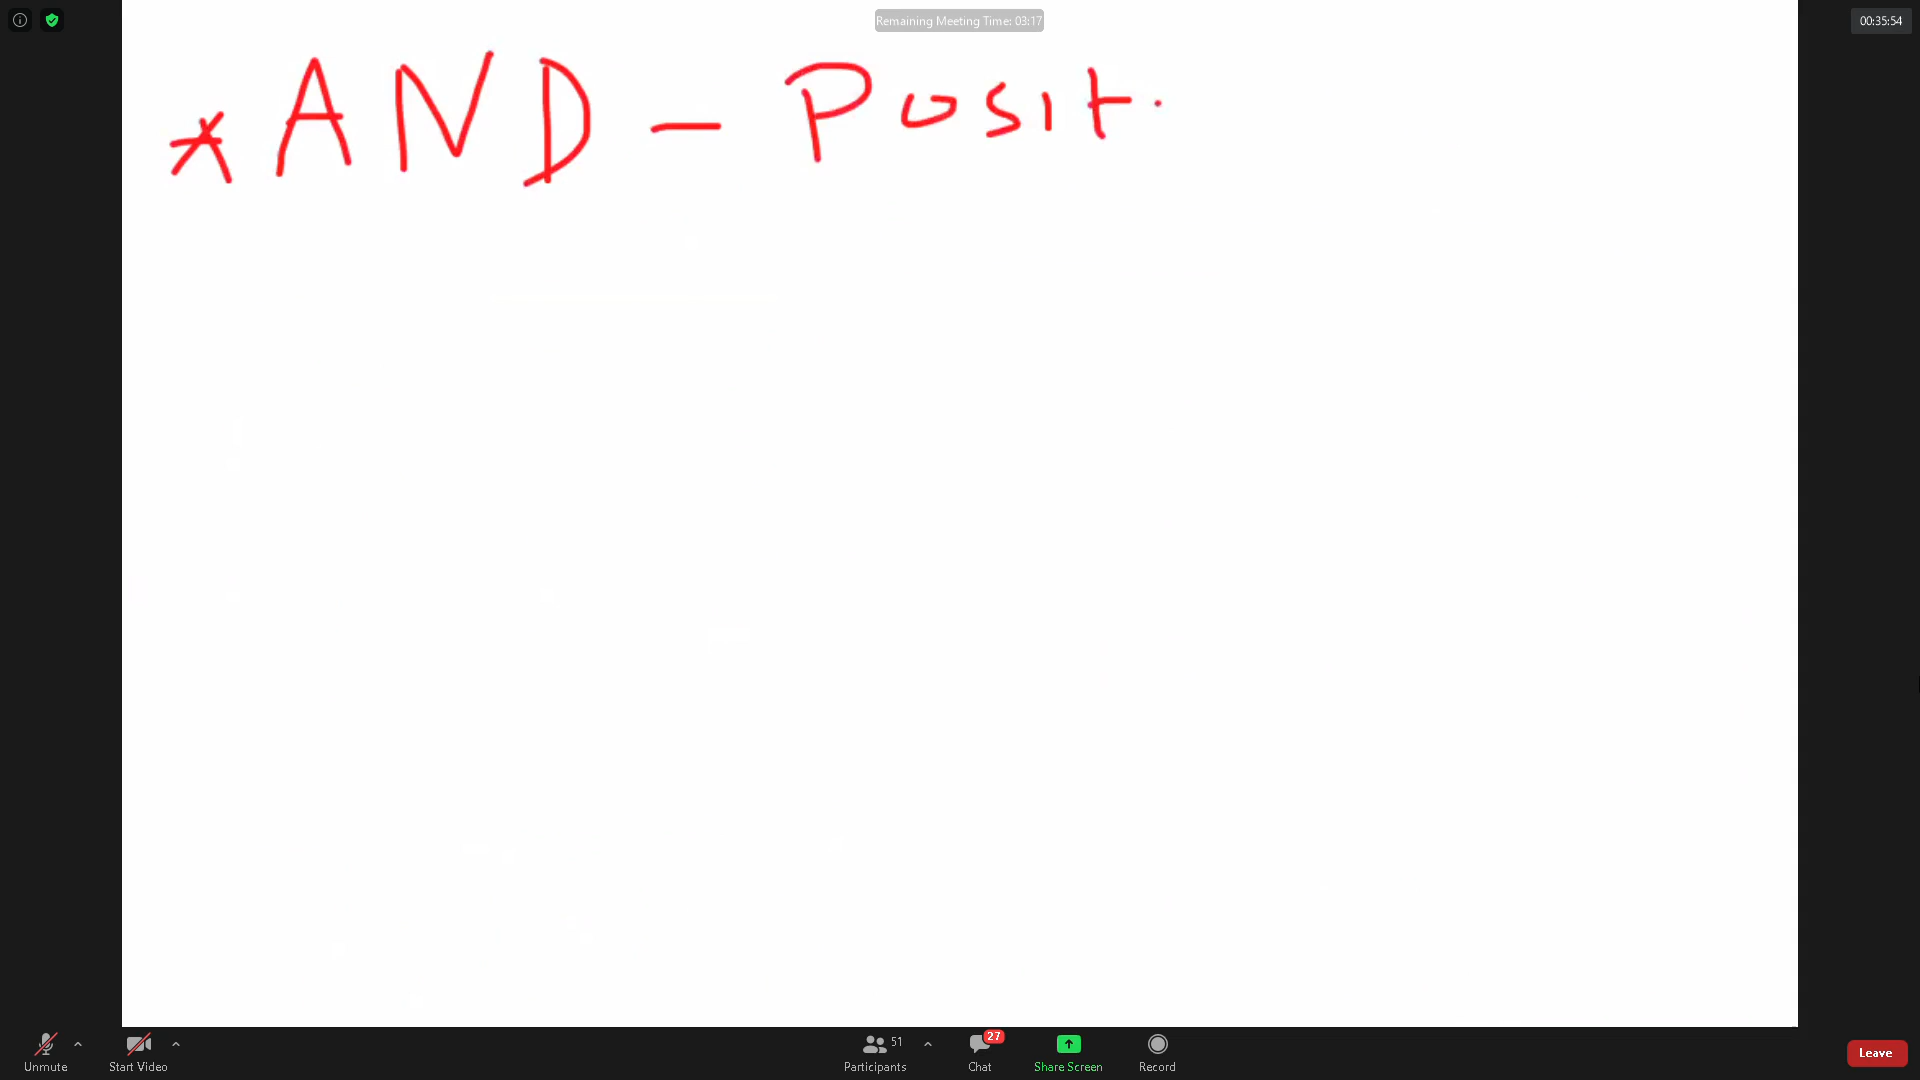 Remaining Meeting Time: 03:17
00:35:54
* AND - Posit
Unmute
Start Video
51
Participants
27
Chat
Share Screen
Record
Leave